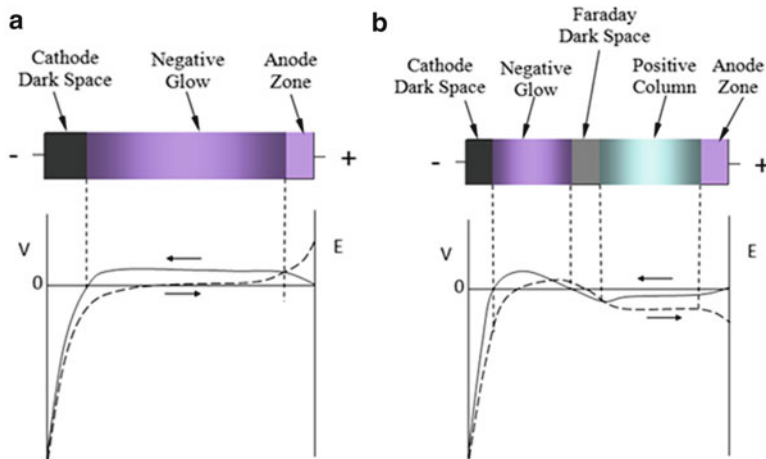 a
Cathode
Dark Space
Negative
Glow
Anode
Zone
-
+
V
E
0
b
Faraday
Dark Space
Cathode
Dark Space
Negative
Glow
Positive
Column
Anode
Zone
-
+
V
E
0